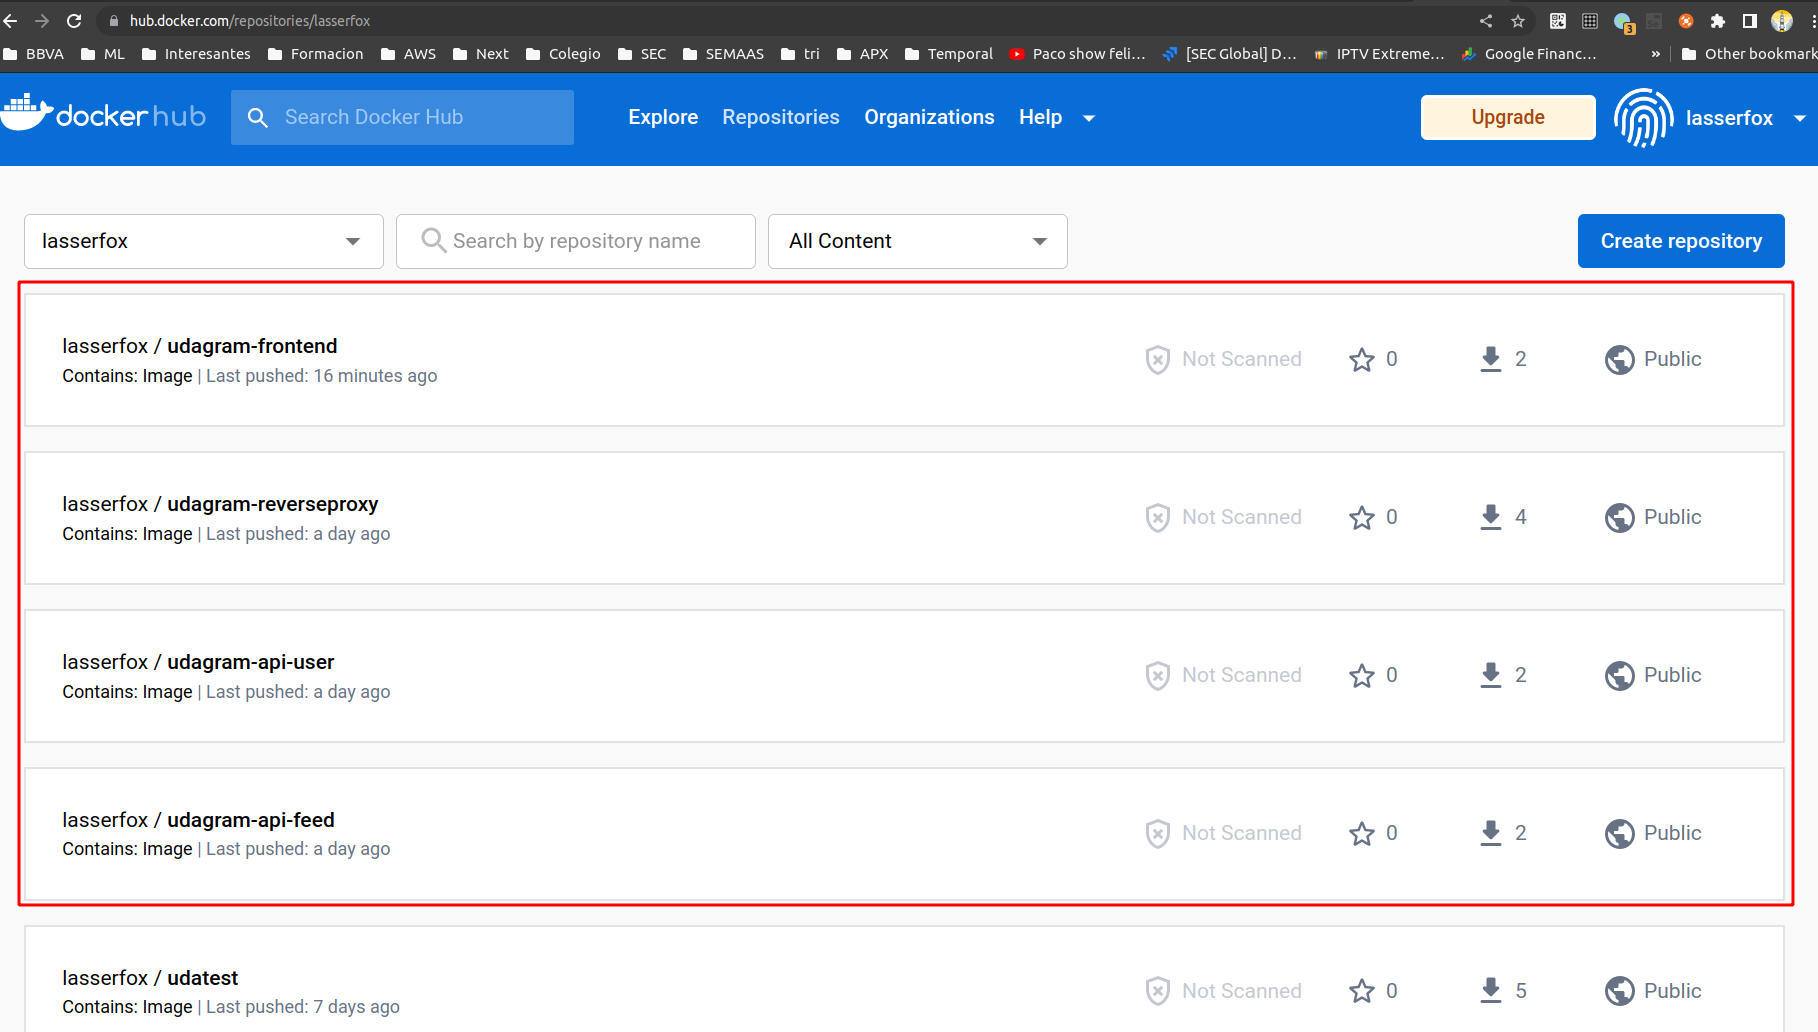 hub.docker.com/repositories/lasserfox
3
BBVA ML Interesantes Formacion AWS Next Colegio SEC SEMAAS tri APX Temporal Paco show feli... [SEC Global] D... IPTV Extreme... Google Financ... » Other bookmark
docker hub Search Docker Hub Explore Repositories Organizations Help Upgrade lasserfox
lasserfox Search by repository name All Content Create repository
lasserfox / udagram-frontend
Contains: Image | Last pushed: 16 minutes ago
Not Scanned 0 2 Public
lasserfox / udagram-reverseproxy
Contains: Image | Last pushed: a day ago
Not Scanned 0 4 Public
lasserfox / udagram-api-user
Contains: Image | Last pushed: a day ago
Not Scanned 0 2 Public
lasserfox / udagram-api-feed
Contains: Image | Last pushed: a day ago
Not Scanned 0 2 Public
lasserfox / udatest
Contains: Image | Last pushed: 7 days ago
Not Scanned 0 5 Public